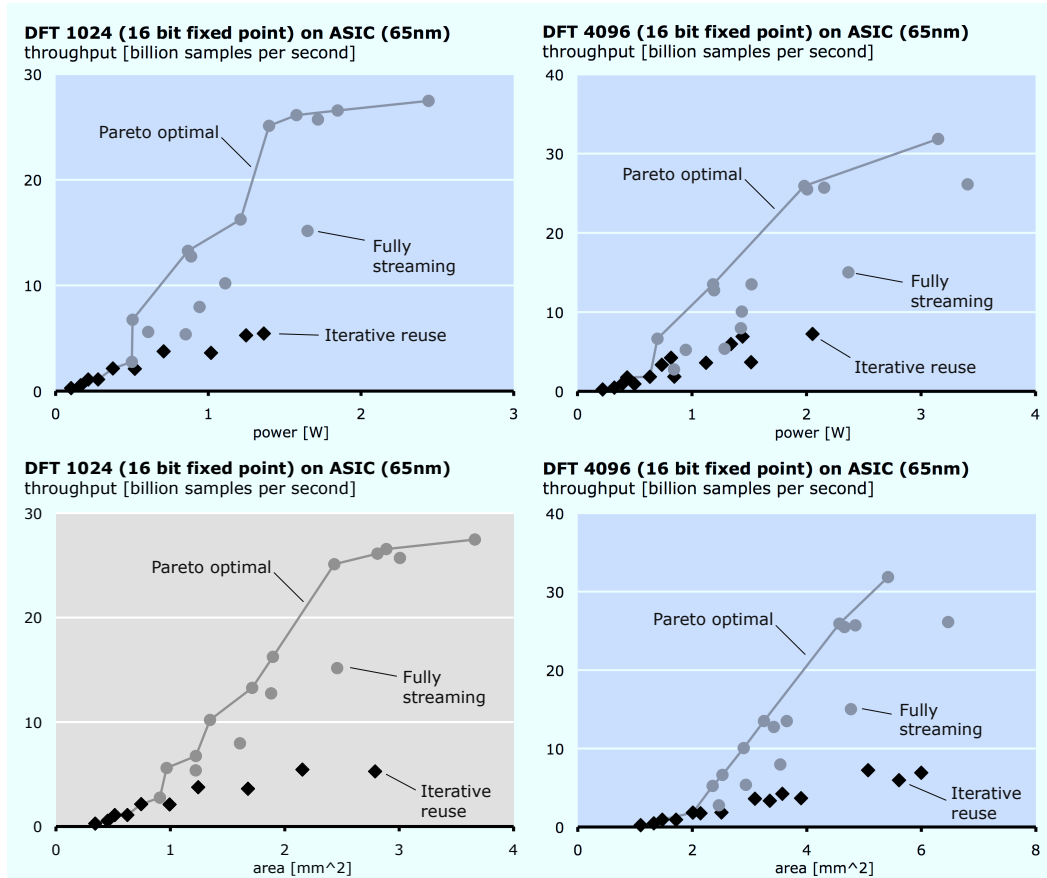 DFT 1024 (16 bit fixed point) on ASIC (65nm)
throughput [billion samples per second]
30
20
10
0
Pareto optimal
Fully
streaming
Iterative reuse
0 1 2 3
power [W]
DFT 4096 (16 bit fixed point) on ASIC (65nm)
throughput [billion samples per second]
40
30
20
10
0
Pareto optimal
Fully
streaming
Iterative reuse
0 1 2 3 4
power [W]
DFT 1024 (16 bit fixed point) on ASIC (65nm)
throughput [billion samples per second]
30
20
10
0
Pareto optimal
Fully
streaming
Iterative
reuse
0 1 2 3 4
area [mm^2]
DFT 4096 (16 bit fixed point) on ASIC (65nm)
throughput [billion samples per second]
40
30
20
10
0
Pareto optimal
Fully
streaming
Iterative
reuse
0 2 4 6 8
area [mm^2]